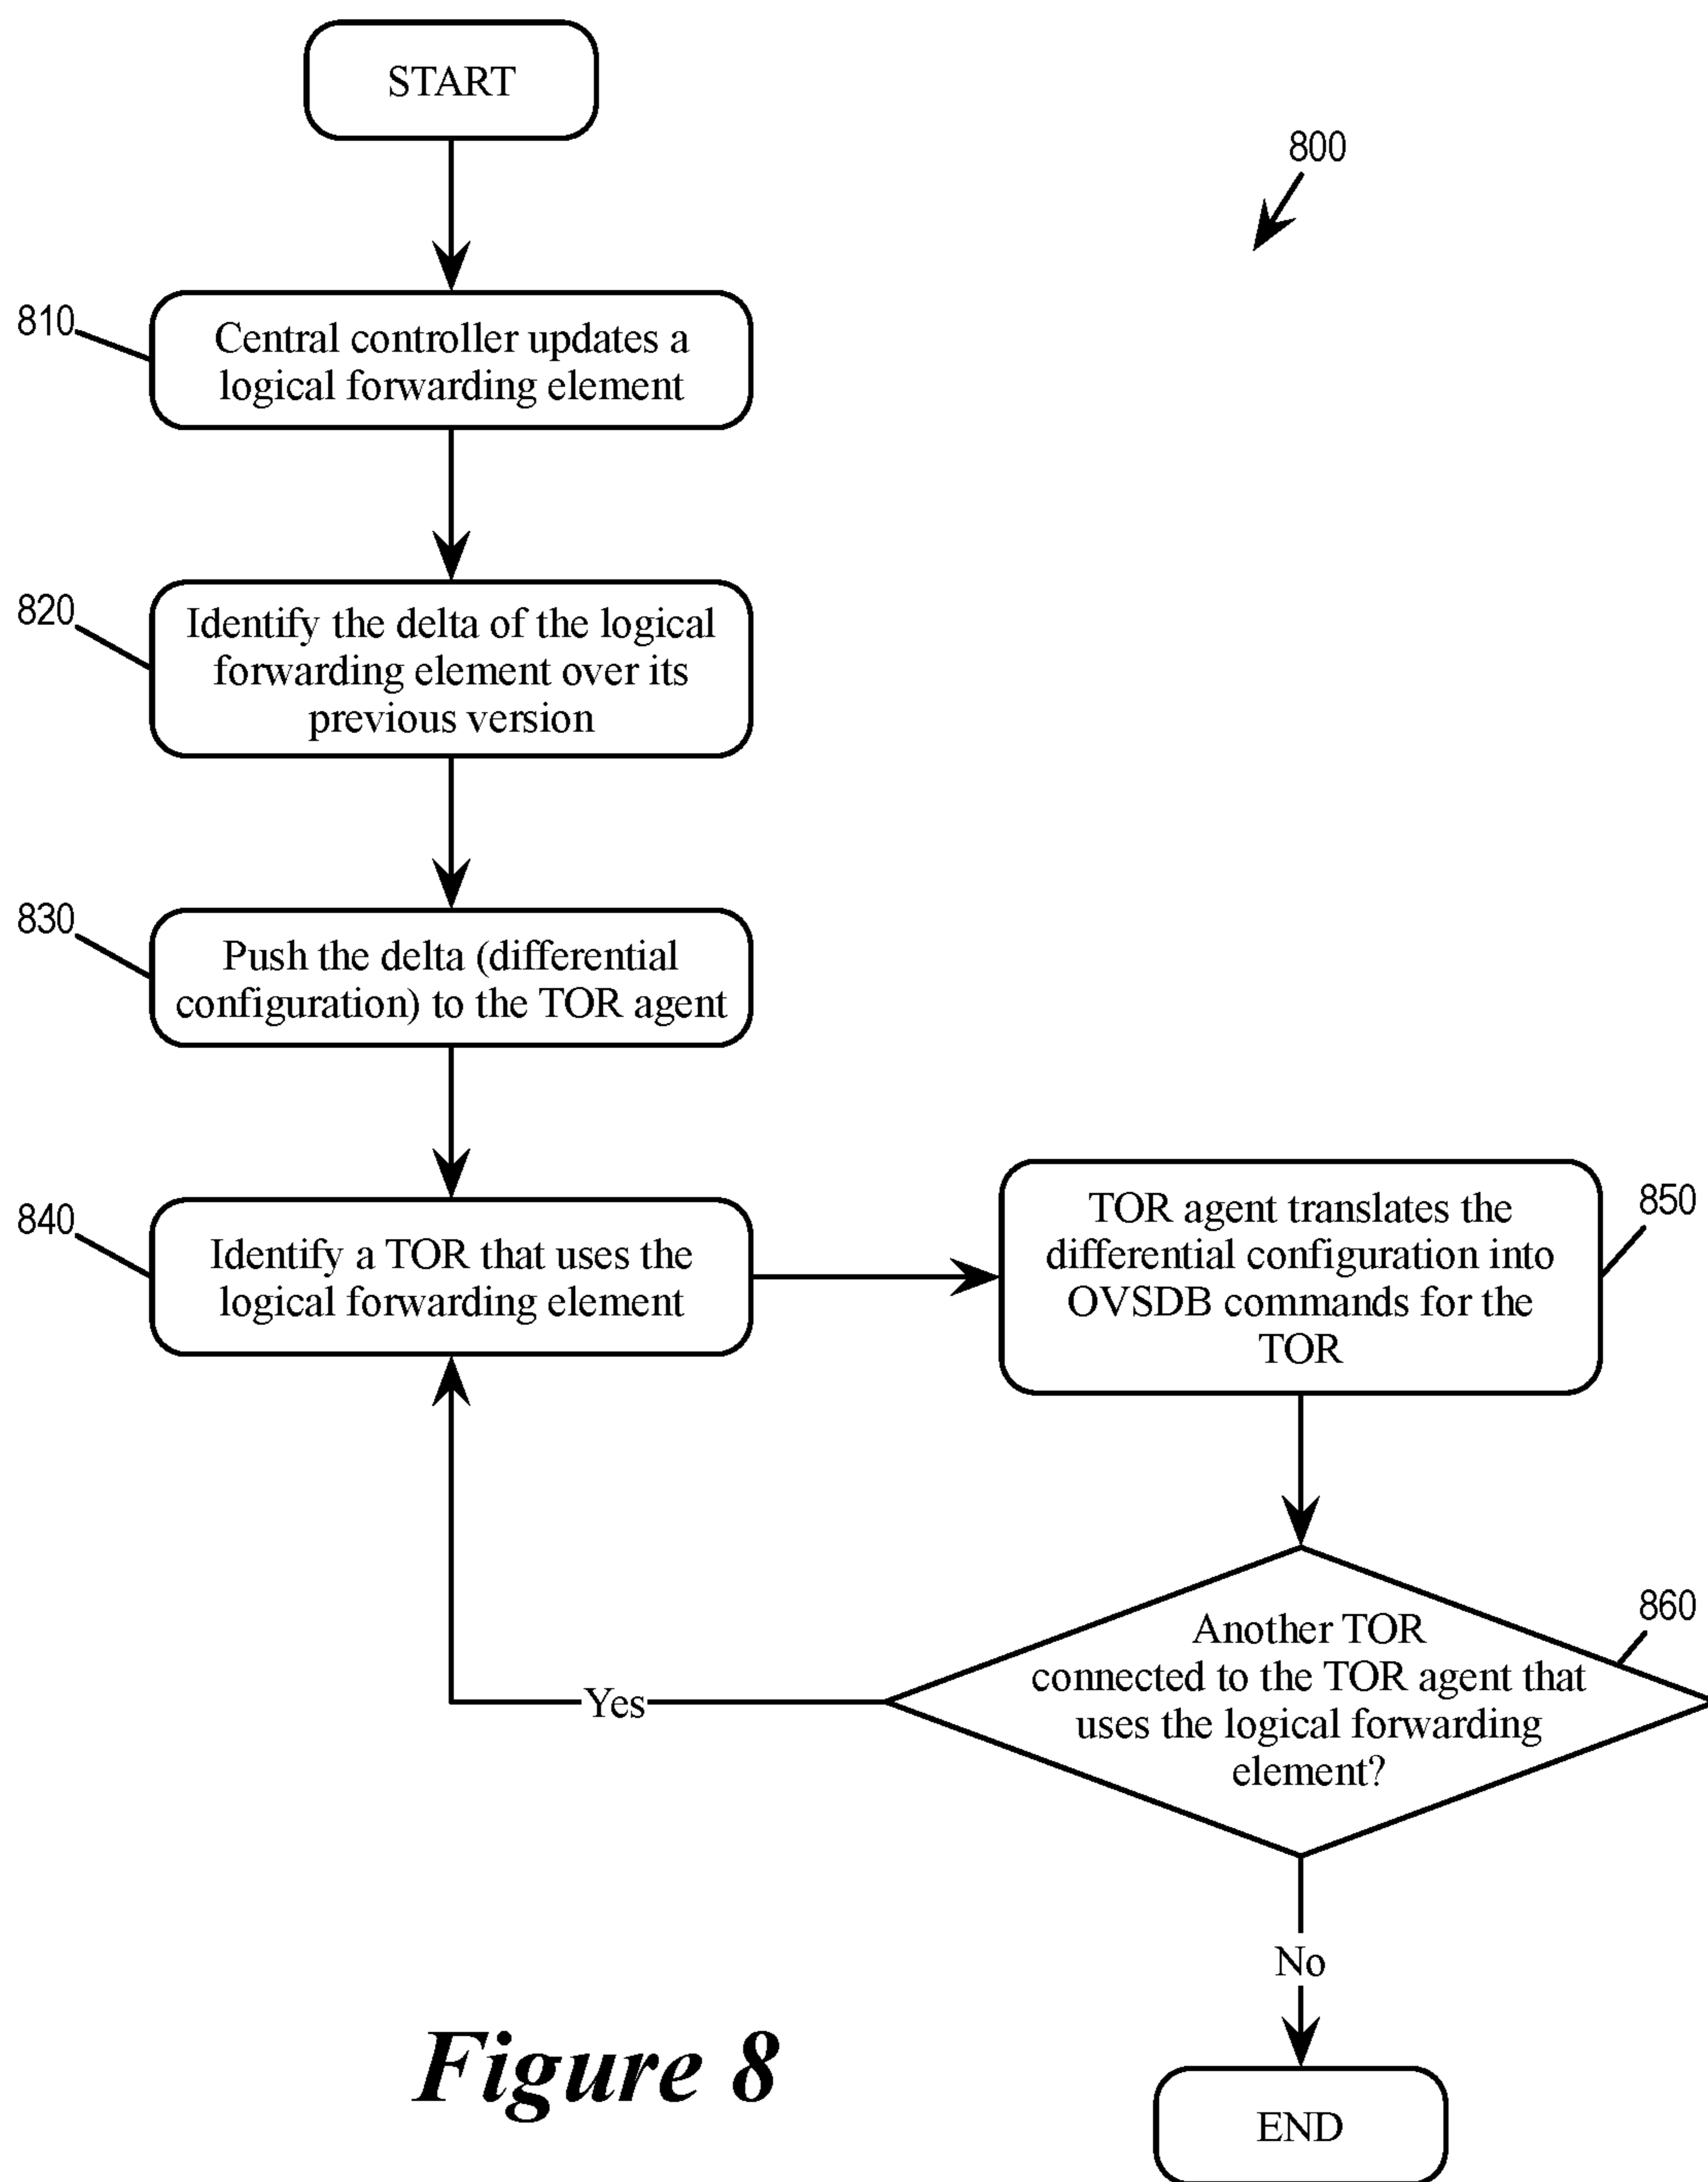 START
800
810
Central controller updates a
logical forwarding element
820
Identify the delta of the logical
forwarding element over its
previous version
830
Push the delta (differential
configuration) to the TOR agent
840
Identify a TOR that uses the
logical forwarding element
850
TOR agent translates the
differential configuration into
OVSDB commands for the
TOR
860
Another TOR
connected to the TOR agent that
uses the logical forwarding
element?
Yes
No
END
Figure 8